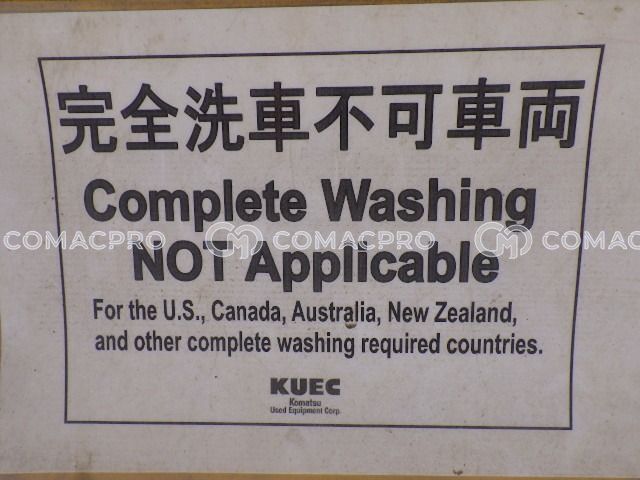 完全洗車不可車両
Complete Washing
COMACPRO COMACPRO COMACPRO
NOT Applicable
For the U.S., Canada, Australia, New Zealand,
and other complete washing required countries.
KUEC
Komatsu
Used Equipment Corp.